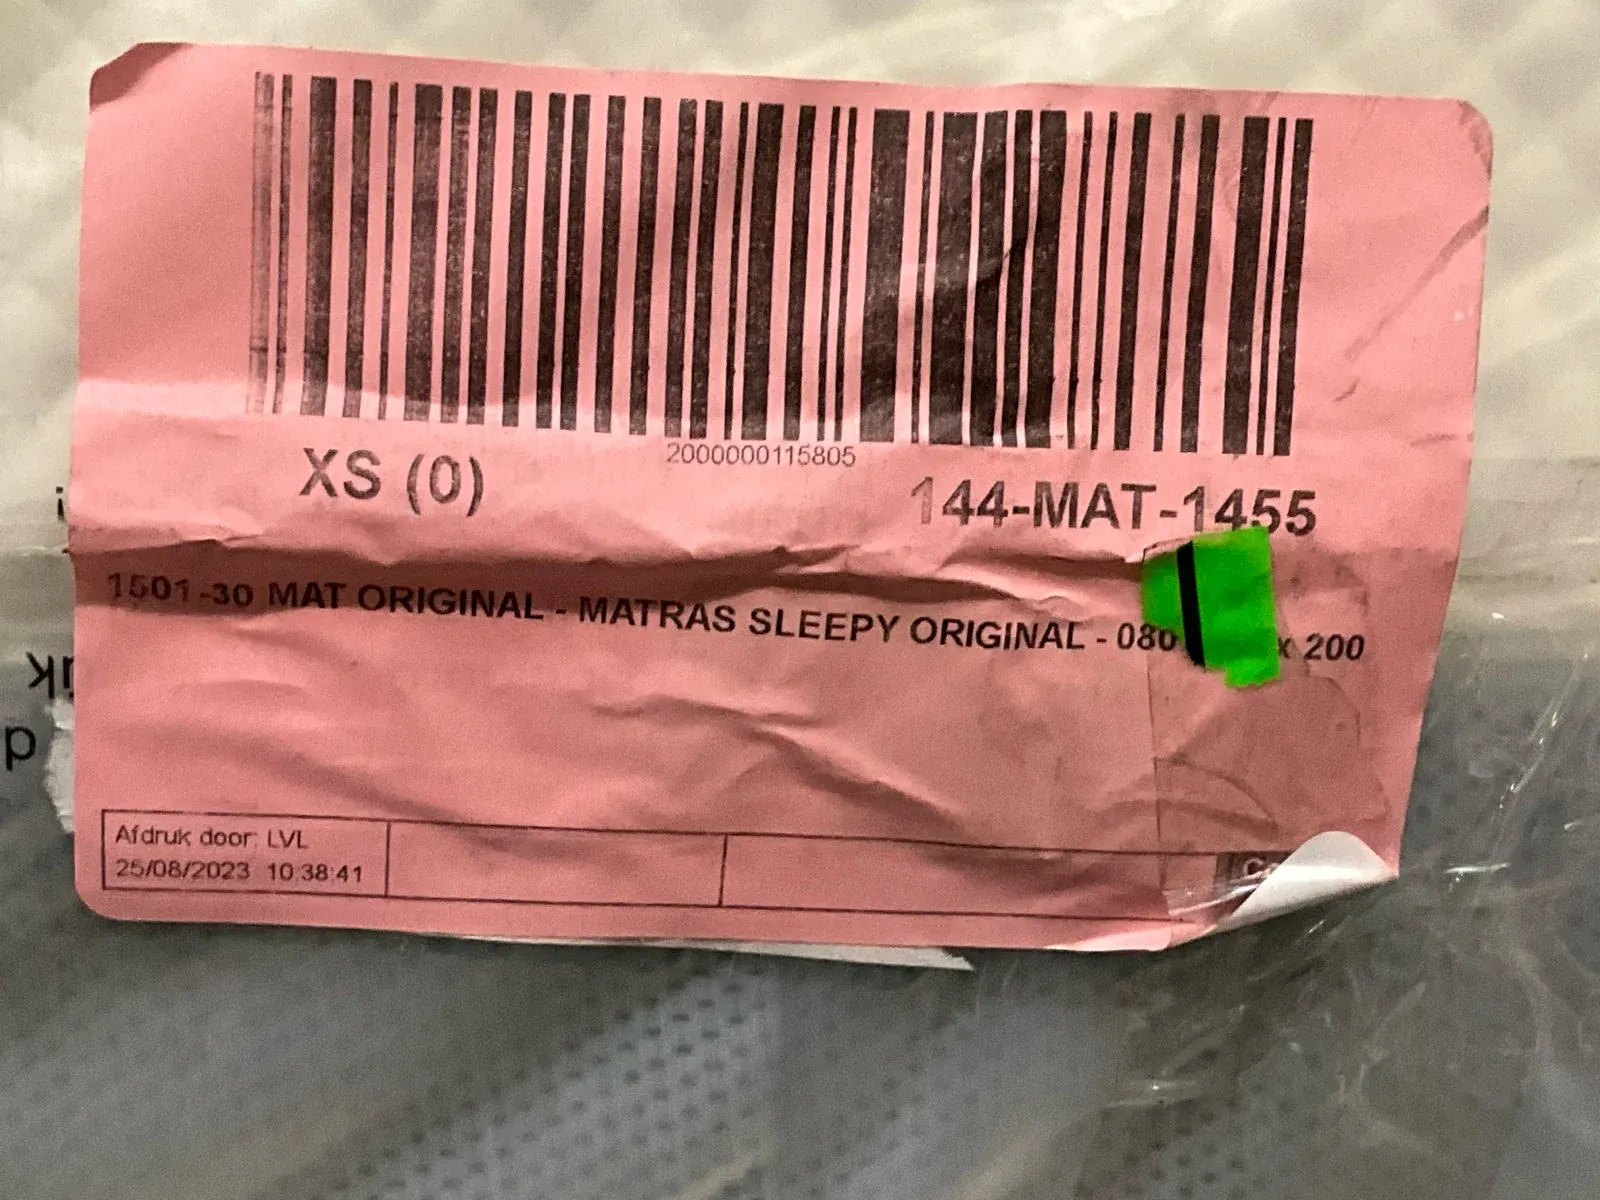 2000000115805
XS (0)
144-MAT-1455
1501-30 MAT ORIGINAL - MATRAS SLEEPY ORIGINAL - 080 x 200
Afdruk door: LVL
25/08/2023 10:38:41